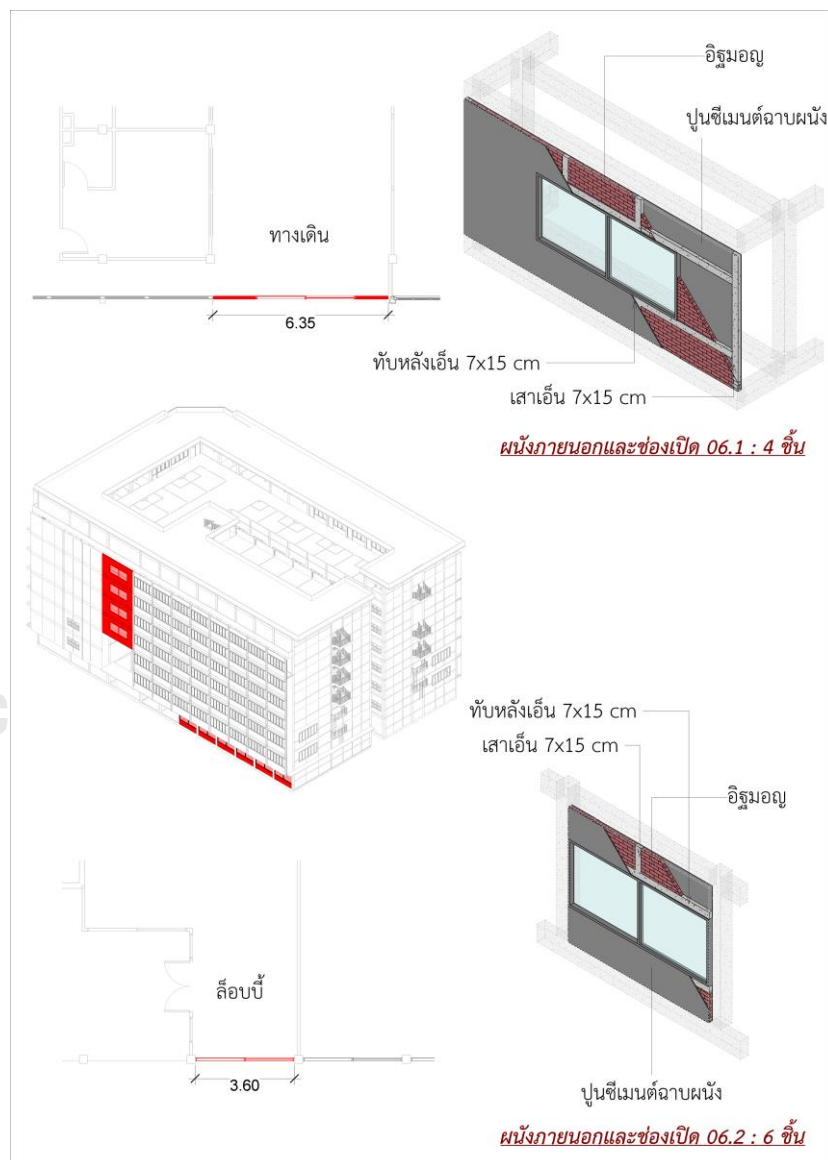 อิฐมอญ
ปูนซีเมนต์ฉาบผนัง
ทางเดิน
6.35
ทับหลังเอ็น 7x15 cm
เสาเอ็น 7x15 cm
ผนังภายนอกและช่องเปิด 06.1 : 4 ชิ้น
ทับหลังเอ็น 7x15 cm
เสาเอ็น 7x15 cm
อิฐมอญ
ล็อบบี้
3.60
ปูนซีเมนต์ฉาบผนัง
ผนังภายนอกและช่องเปิด 06.2 : 6 ชิ้น